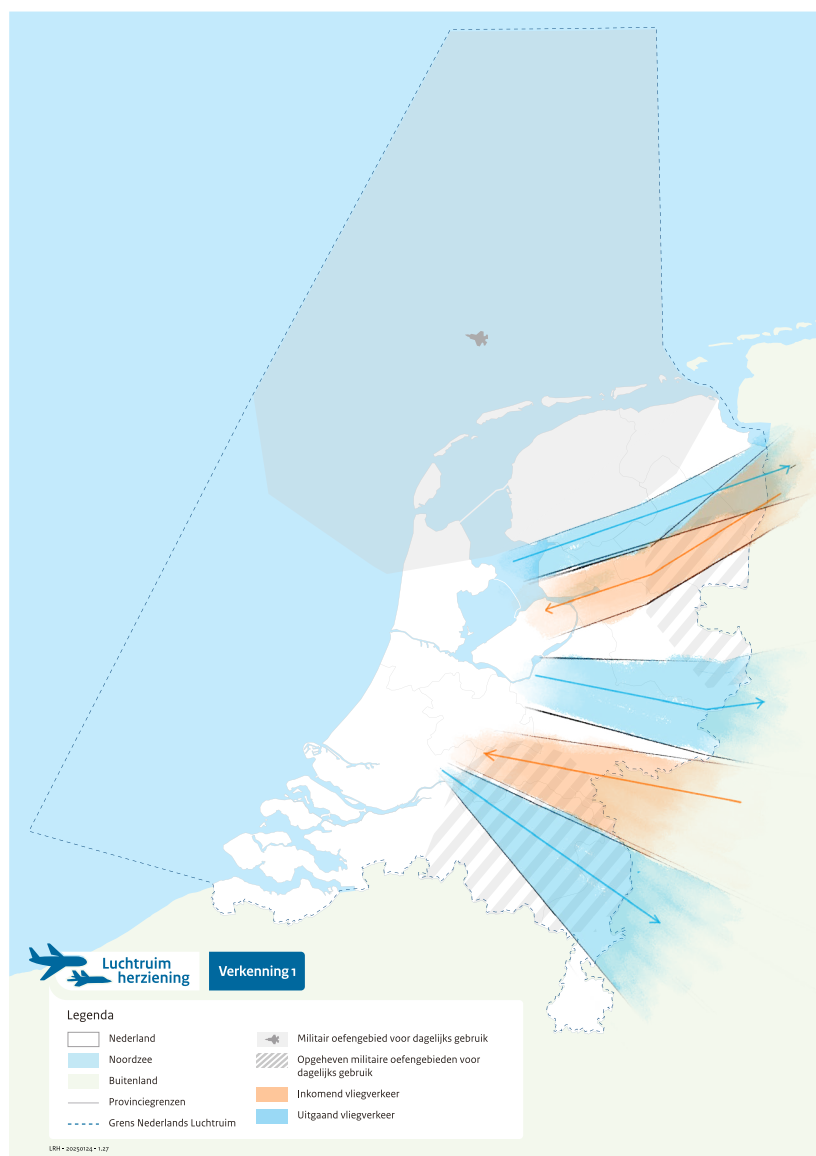 Luchtruim
herziening
Verkenning 1
Legenda
Nederland
Noordzee
Buitenland
Provinciegrenzen
Grens Nederlands Luchtruim
Militair oefengebied voor dagelijks gebruik
Opgeheven militaire oefengebieden voor
dagelijks gebruik
Inkomend vliegverkeer
Uitgaand vliegverkeer
LRH • 20250124 • 1.27